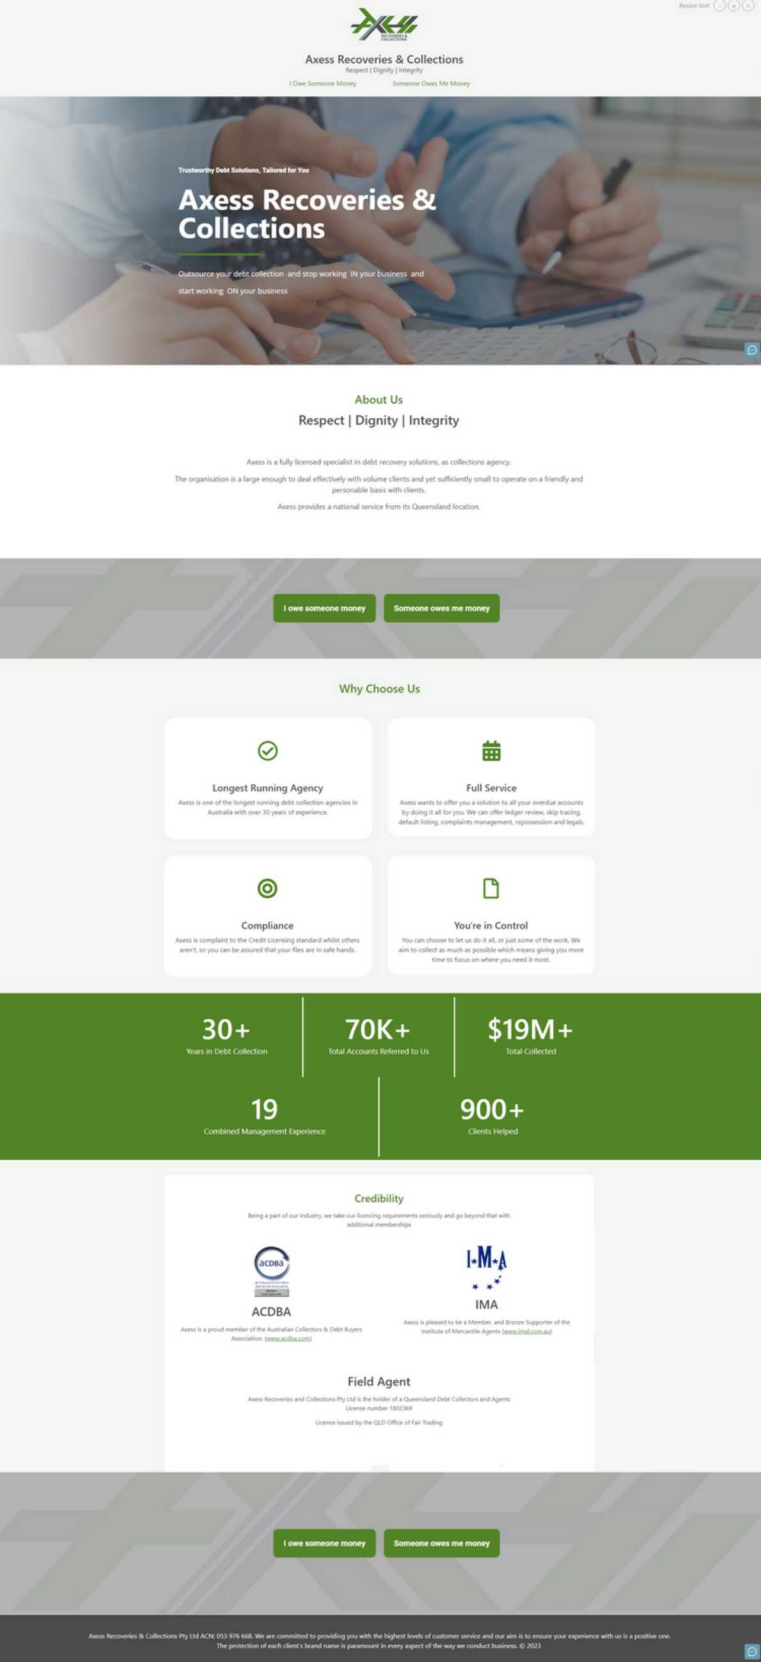 Resize text - + ×
AXESS
RECOVERIES &
COLLECTIONS
Axess Recoveries & Collections
Respect | Dignity | Integrity
I Owe Someone Money Someone Owes Me Money
Trustworthy Debt Solutions, Tailored for You
Axess Recoveries &
Collections
Outsource your debt collection and stop working IN your business and
start working ON your business
About Us
Respect | Dignity | Integrity
Axess is a fully licensed specialist in debt recovery solutions, as collections agency.
The organisation is a large enough to deal effectively with volume clients and yet sufficiently small to operate on a friendly and
personable basis with clients.
Axess provides a national service from its Queensland location.
I owe someone money Someone owes me money
Why Choose Us
Longest Running Agency
Axess is one of the longest running debt collection agencies in
Australia with over 30 years of experience.
Full Service
Axess wants to offer you a solution to all your overdue accounts
by doing it all for you. We can offer ledger review, skip tracing,
default listing, complaints management, repossession and legals.
Compliance
Axess is complaint to the Credit Licensing standard whilst others
aren't, so you can be assured that your files are in safe hands.
You're in Control
You can choose to let us do it all, or just some of the work. We
aim to collect as much as possible which means giving you more
time to focus on where you need it most.
30+ 70K+ $19M+
Years in Debt Collection Total Accounts Referred to Us Total Collected
19 900+
Combined Management Experience Clients Helped
Credibility
Being a part of our industry, we take our licencing requirements seriously and go beyond that with
additional memberships
acdba
ACDBA
Axess is a proud member of the Australian Collectors & Debt Buyers
Association. (www.acdba.com)
I·M·A
IMA
Axess is pleased to be a Member, and Bronze Supporter of the
Institute of Mercantile Agents (www.imal.com.au)
Field Agent
Axess Recoveries and Collections Pty Ltd is the holder of a Queensland Debt Collectors and Agents
License number 1802369
Licence issued by the QLD Office of Fair Trading
I owe someone money Someone owes me money
Axess Recoveries & Collections Pty Ltd ACN: 053 976 668. We are committed to providing you with the highest levels of customer service and our aim is to ensure your experience with us is a positive one.
The protection of each client's brand name is paramount in every aspect of the way we conduct business. © 2023